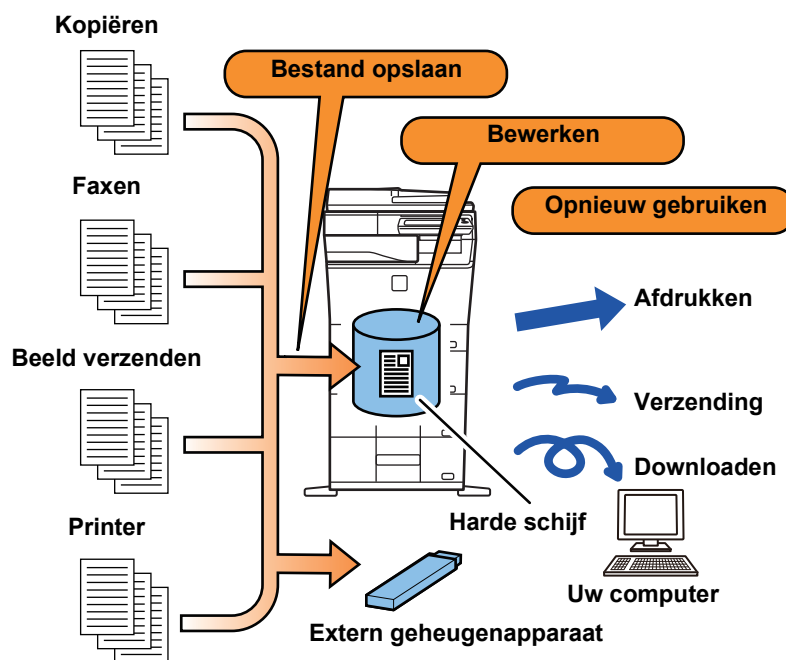 Kopiëren
Bestand opslaan
Bewerken
Faxen
Opnieuw gebruiken
Afdrukken
Beeld verzenden
Verzending
Downloaden
Harde schijf
Printer
Uw computer
Extern geheugenapparaat